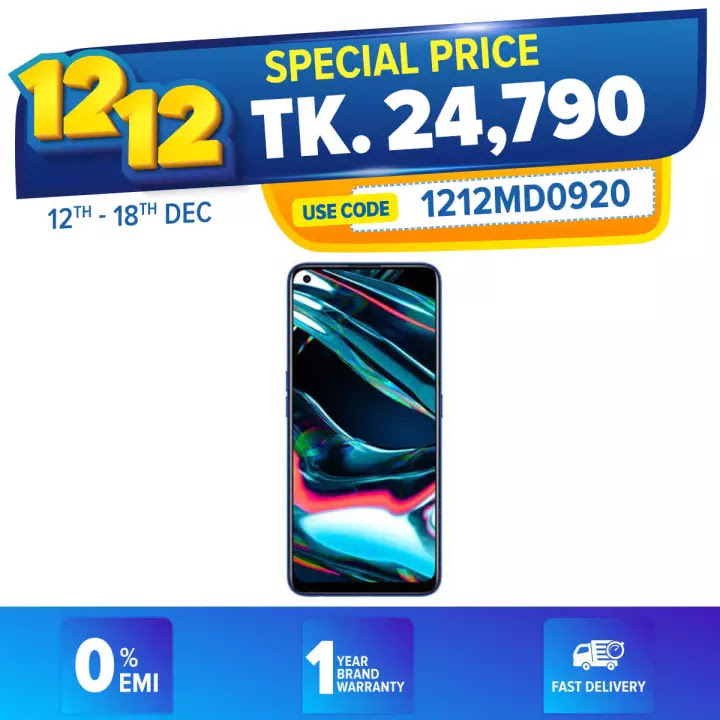 12
12
SPECIAL PRICE
TK. 24,790
12TH - 18TH DEC
USE CODE 1212MD0920
0% EMI
1 YEAR
BRAND
WARRANTY
FAST DELIVERY